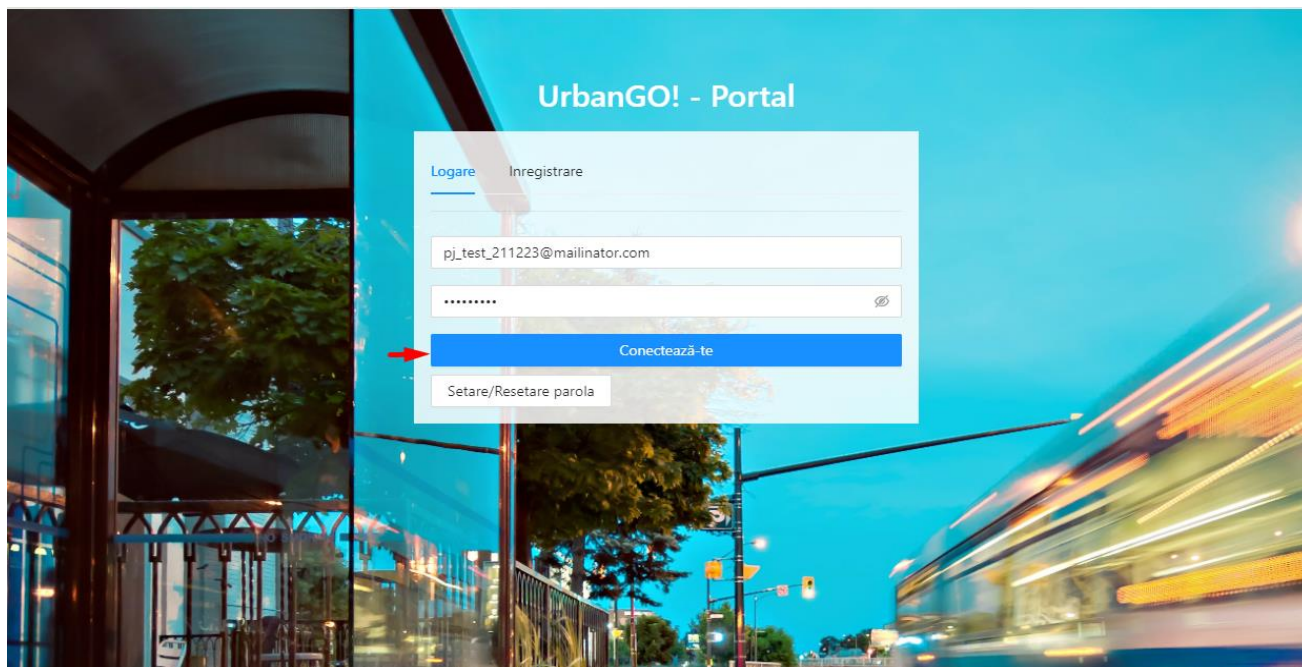 UrbanGO! - Portal
Logare Inregistrare
pj_test_211223@mailinator.com
•••••••••
Conectează-te
Setare/Resetare parola